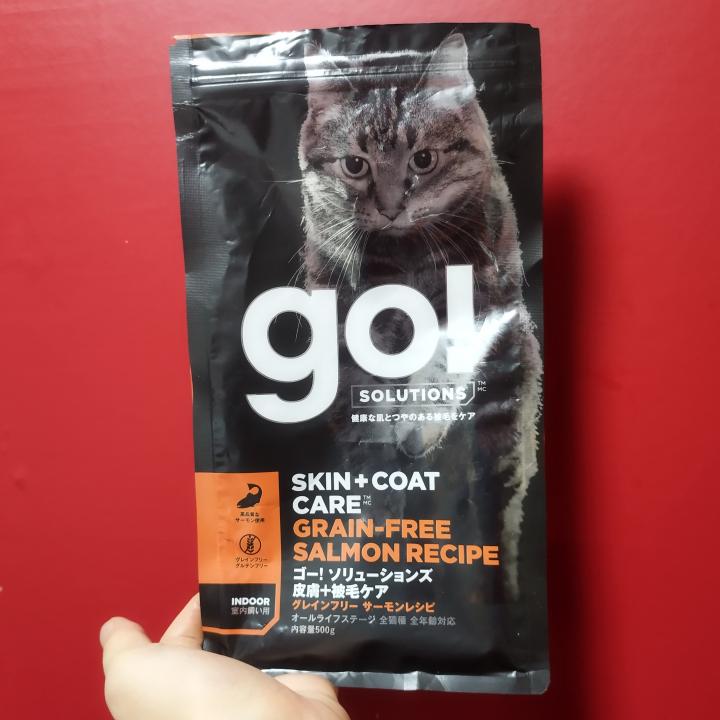 go!
SOLUTIONS™ MC
健康な肌とつやのある被毛をケア
SKIN + COAT
CARE™ MC
GRAIN-FREE
SALMON RECIPE
ゴー! ソリューションズ
皮膚+被毛ケア
グレインフリー サーモンレシピ
オールライフステージ 全猫種 全年齢対応
内容量500g
高品質な
サーモン使用
グレインフリー
グルテンフリー
INDOOR
室内飼い用